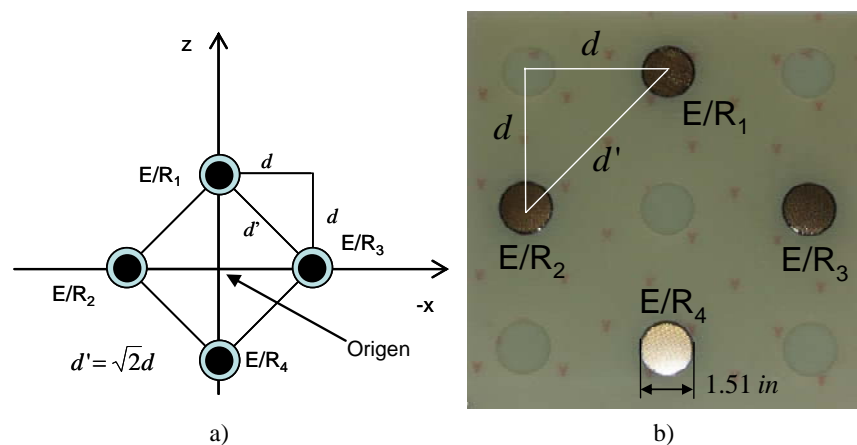 z
E/R₁
d
d
d'
E/R₃
E/R₂
-x
E/R₄
Origen
d'=√2d
a)
d
E/R₁
d
d'
E/R₂
E/R₃
E/R₄
1.51 in
b)